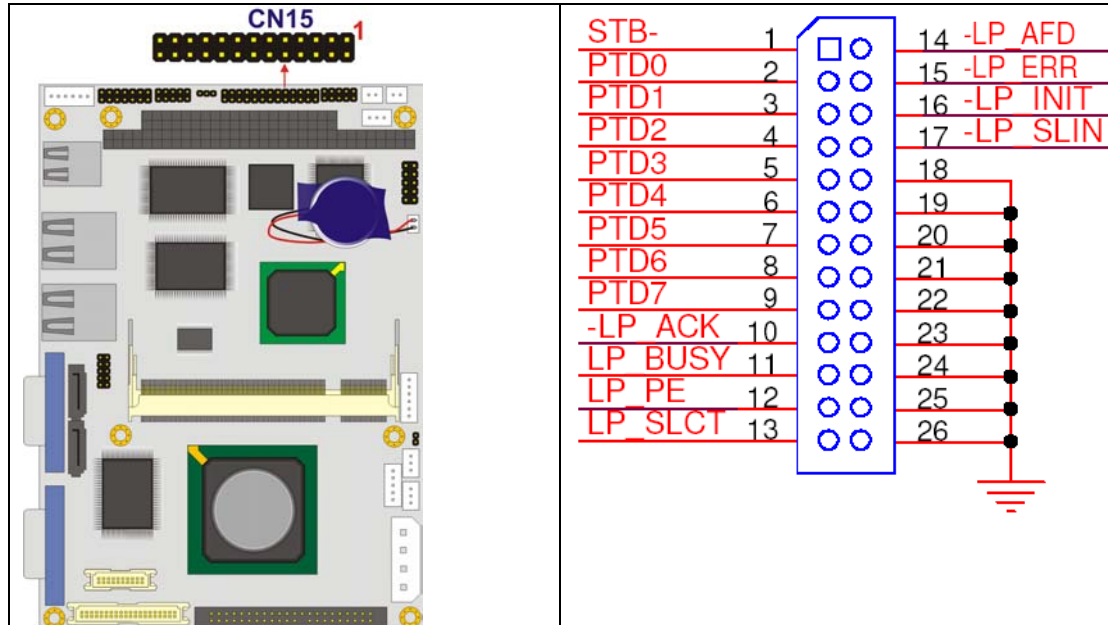 CN15
1
STB- 1 14 -LP_AFD
PTD0 2 15 -LP_ERR
PTD1 3 16 -LP_INIT
PTD2 4 17 -LP_SLIN
PTD3 5 18
PTD4 6 19
PTD5 7 20
PTD6 8 21
PTD7 9 22
-LP_ACK 10 23
LP_BUSY 11 24
LP_PE 12 25
LP_SLCT 13 26